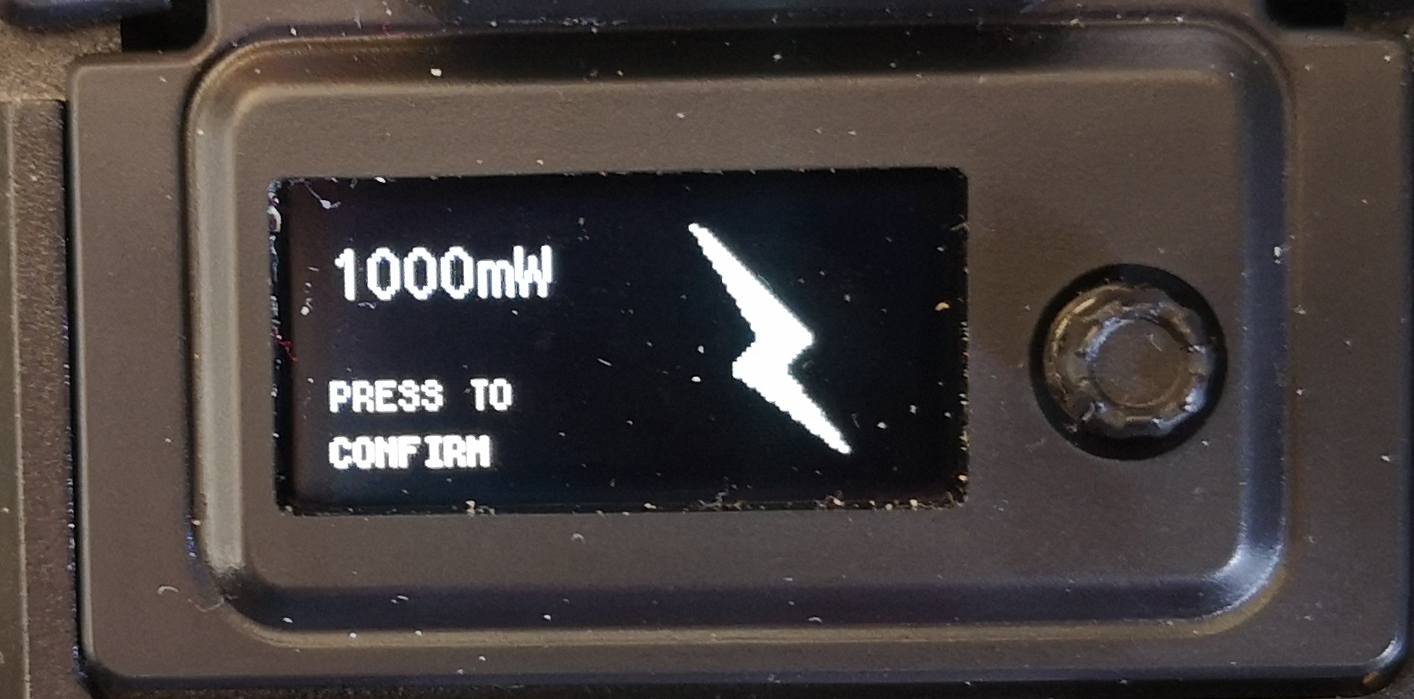 1000mW
PRESS TO
CONFIRM